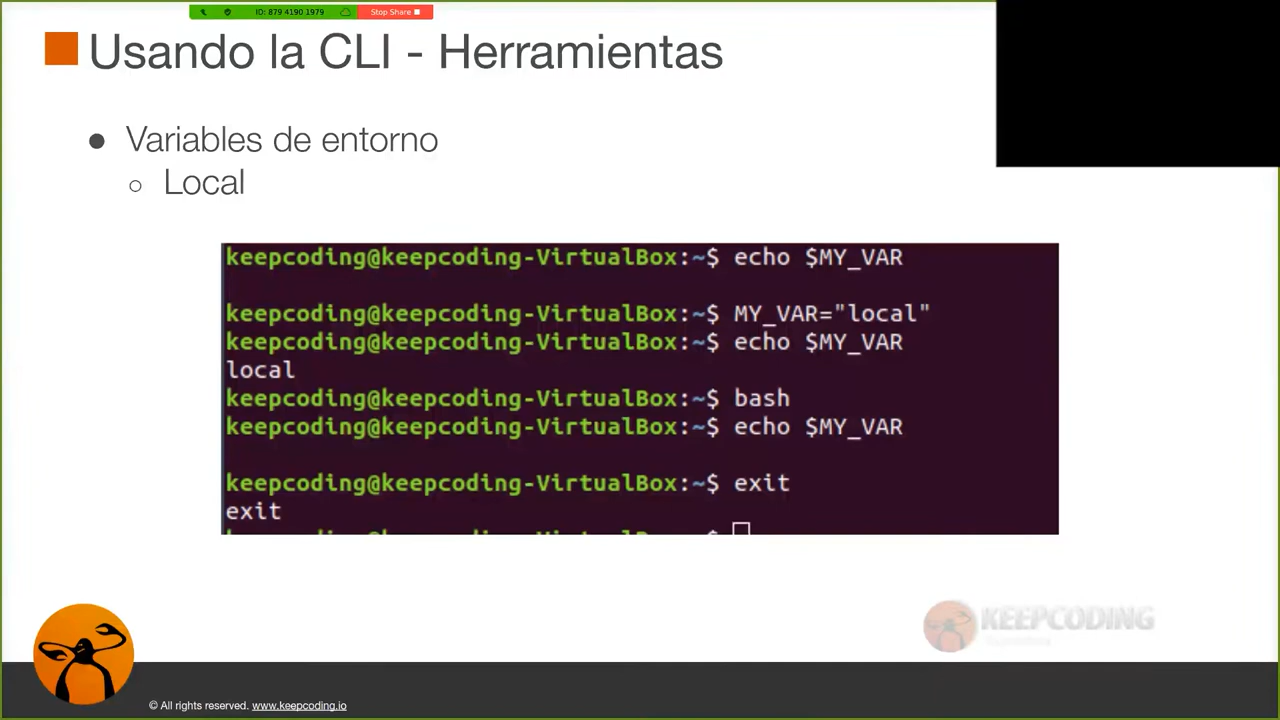 ID: 879 4190 1979 Stop Share
Usando la CLI - Herramientas
● Variables de entorno
○ Local
keepcoding@keepcoding-VirtualBox:~$ echo $MY_VAR
keepcoding@keepcoding-VirtualBox:~$ MY_VAR="local"
keepcoding@keepcoding-VirtualBox:~$ echo $MY_VAR
local
keepcoding@keepcoding-VirtualBox:~$ bash
keepcoding@keepcoding-VirtualBox:~$ echo $MY_VAR
keepcoding@keepcoding-VirtualBox:~$ exit
exit
KEEPCODING
© All rights reserved. www.keepcoding.io